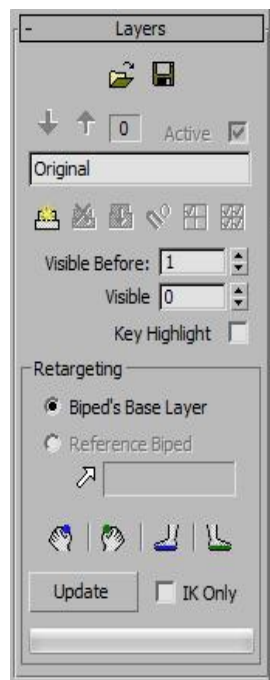 - Layers
0 Active
Original
Visible Before: 1
Visible 0
Key Highlight
Retargeting
Biped's Base Layer
Reference Biped
Update IK Only